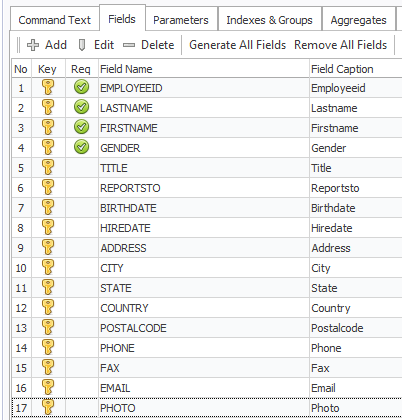 Command Text Fields Parameters Indexes & Groups Aggregates
Add Edit Delete Generate All Fields Remove All Fields
No Key Req Field Name Field Caption
1 EMPLOYEEID Employeeid
2 LASTNAME Lastname
3 FIRSTNAME Firstname
4 GENDER Gender
5 TITLE Title
6 REPORTSTO Reportsto
7 BIRTHDATE Birthdate
8 HIREDATE Hiredate
9 ADDRESS Address
10 CITY City
11 STATE State
12 COUNTRY Country
13 POSTALCODE Postalcode
14 PHONE Phone
15 FAX Fax
16 EMAIL Email
17 PHOTO Photo